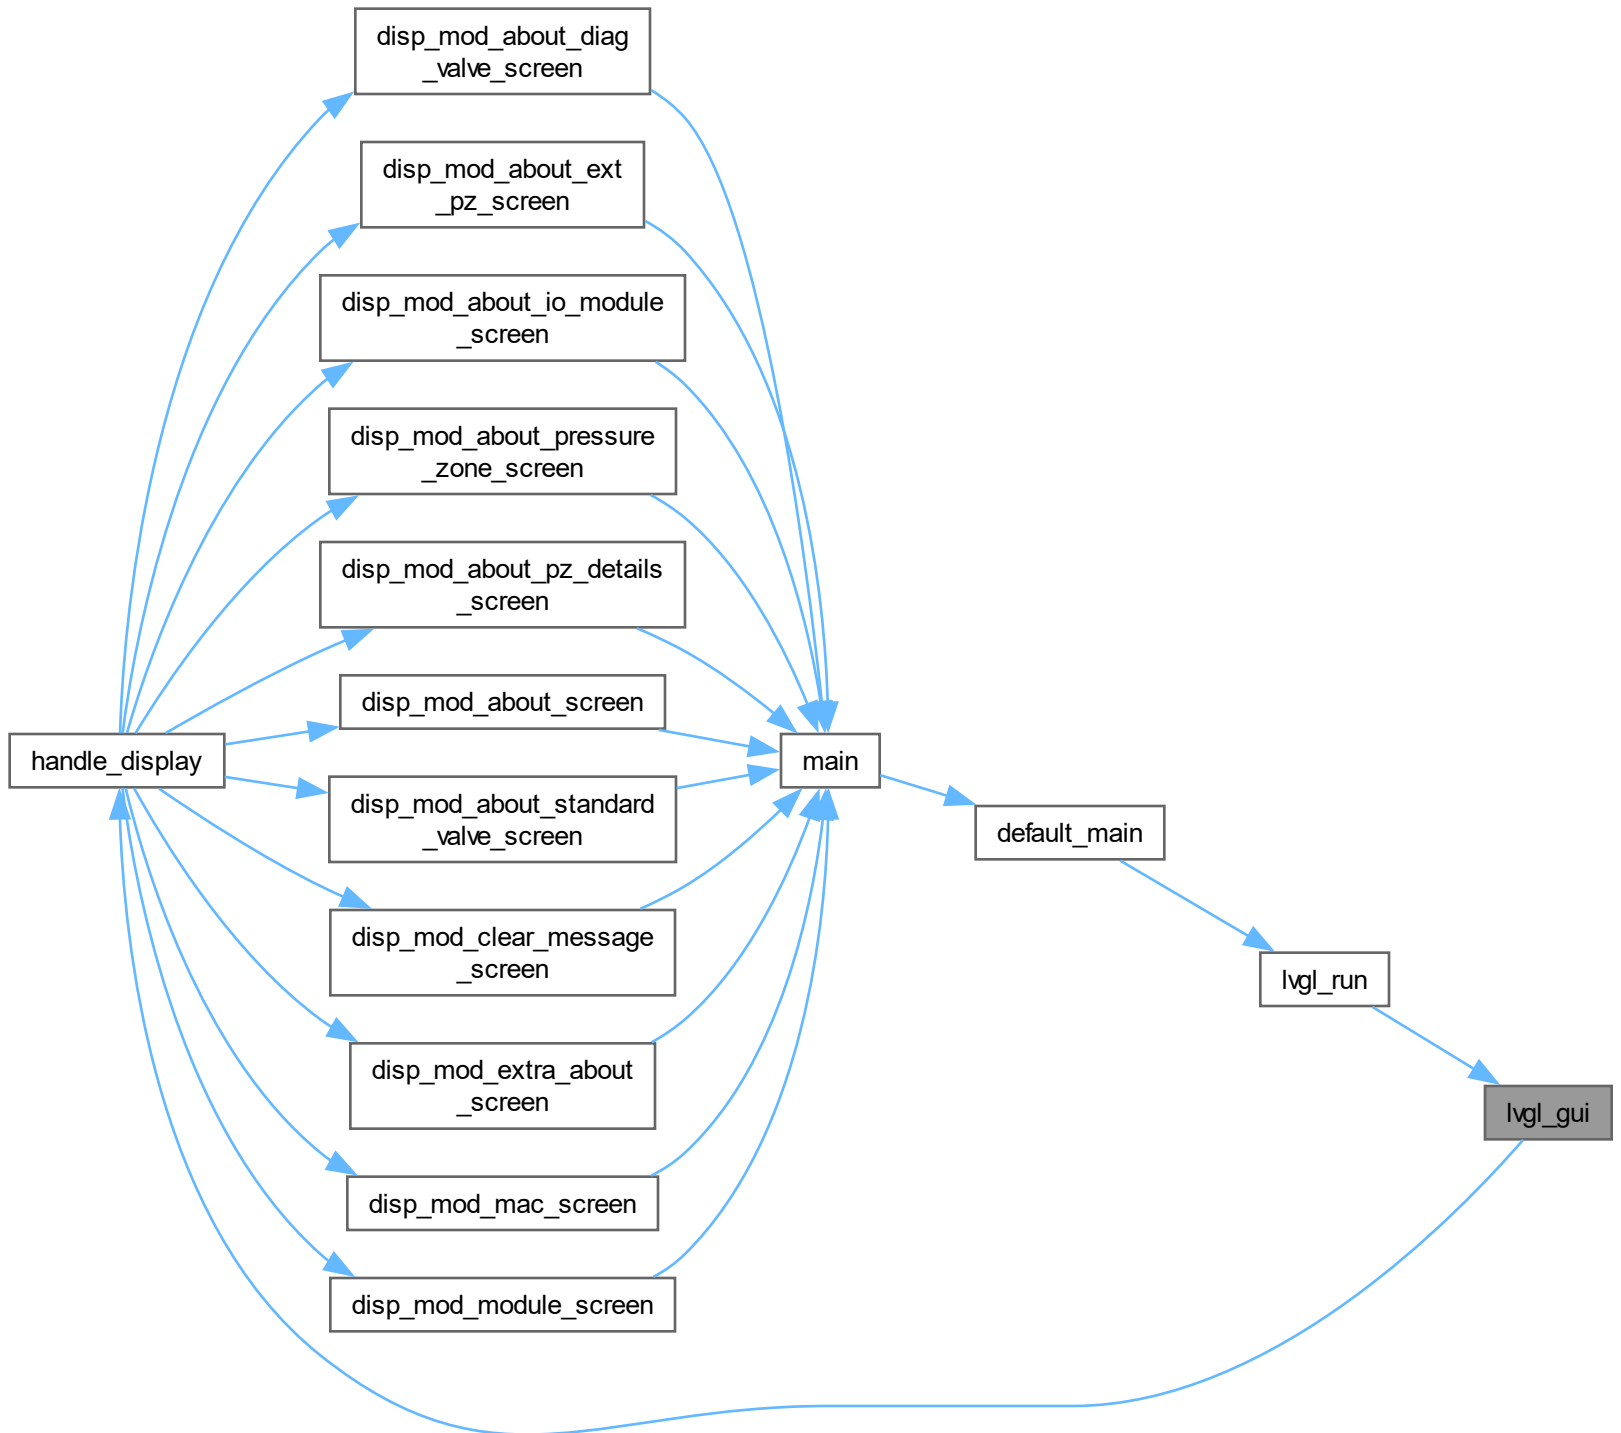 disp_mod_about_diag
_valve_screen
disp_mod_about_ext
_pz_screen
disp_mod_about_io_module
_screen
disp_mod_about_pressure
_zone_screen
disp_mod_about_pz_details
_screen
disp_mod_about_screen
handle_display
main
disp_mod_about_standard
_valve_screen
default_main
disp_mod_clear_message
_screen
lvgl_run
disp_mod_extra_about
_screen
lvgl_gui
disp_mod_mac_screen
disp_mod_module_screen